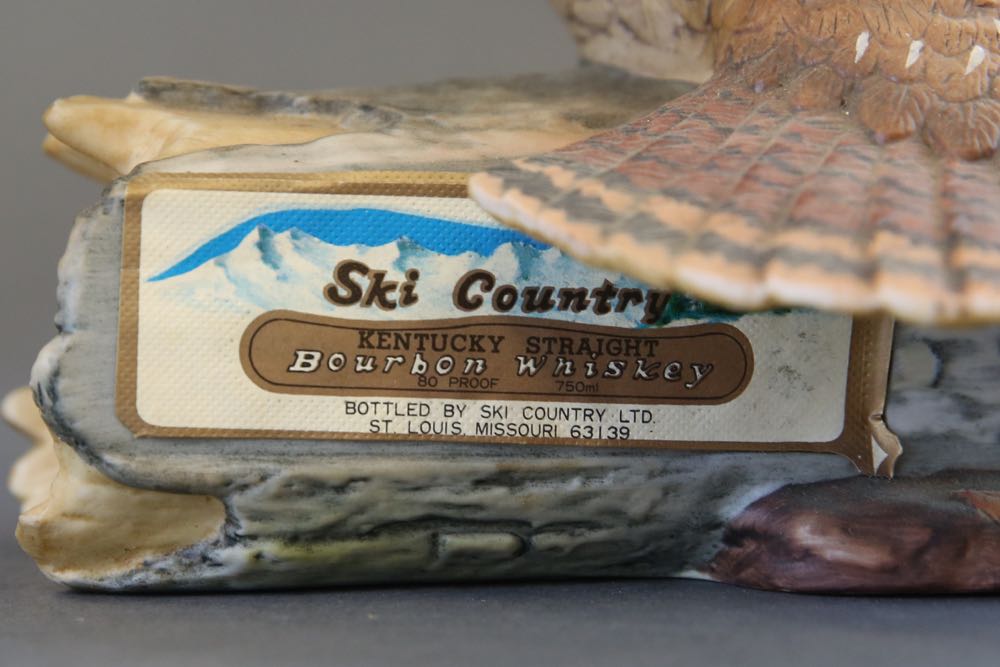 Ski Country
KENTUCKY STRAIGHT
Bourbon Whiskey
80 PROOF 750ml
BOTTLED BY SKI COUNTRY LTD.
ST. LOUIS, MISSOURI 63139